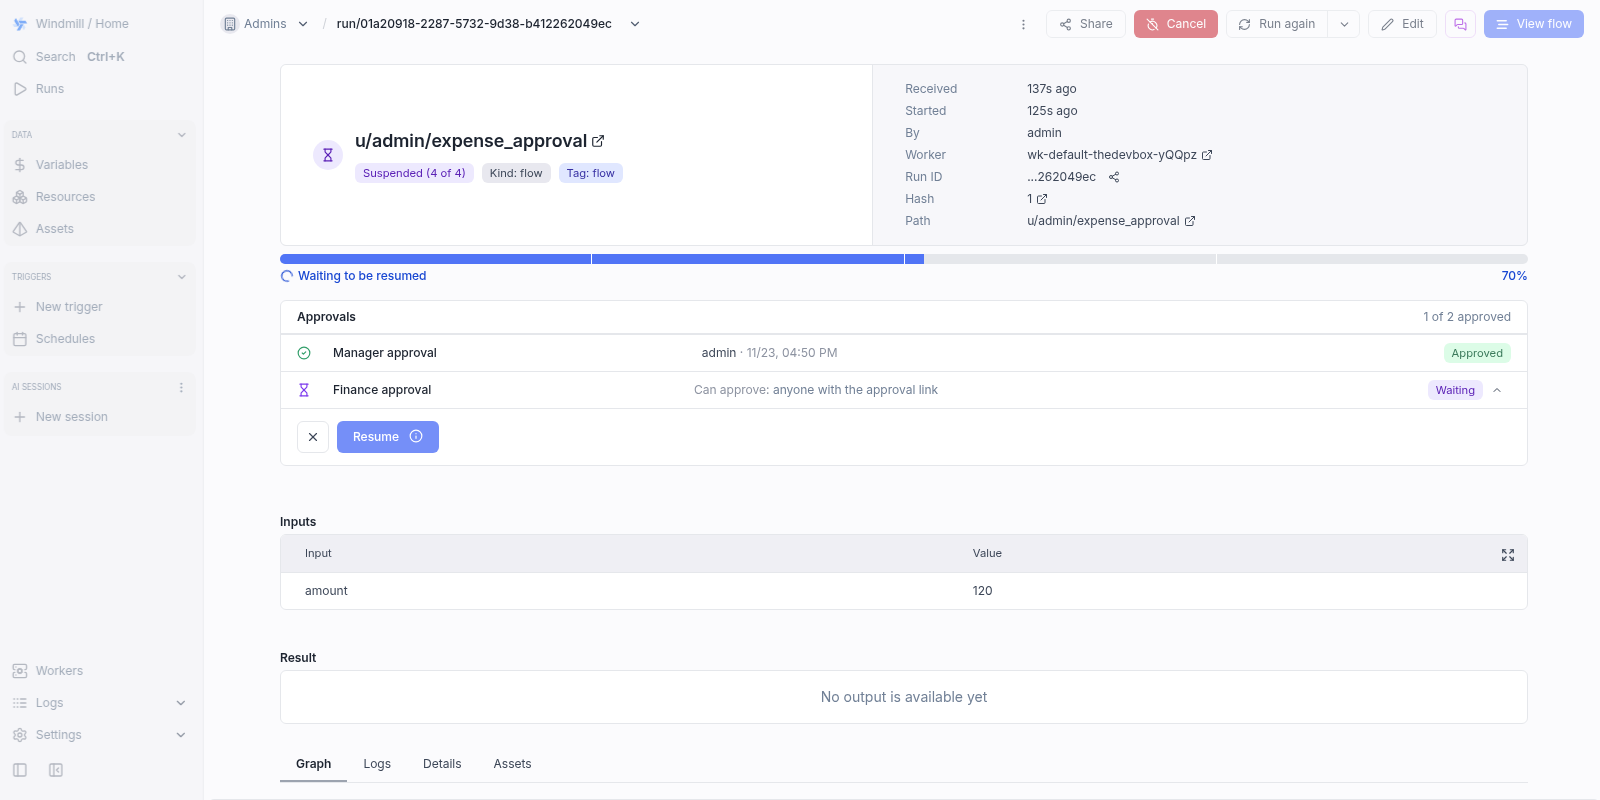 Windmill / Home
Search Ctrl+K
Runs
DATA
Variables
Resources
Assets
TRIGGERS
New trigger
Schedules
AI SESSIONS
New session
Workers
Logs
Settings
Admins / run/01a20918-2287-5732-9d38-b412262049ec
Share Cancel Run again Edit View flow
u/admin/expense_approval
Suspended (4 of 4) Kind: flow Tag: flow
Received 137s ago
Started 125s ago
By admin
Worker wk-default-thedevbox-yQQpz
Run ID ...262049ec
Hash 1
Path u/admin/expense_approval
Waiting to be resumed 70%
Approvals 1 of 2 approved
Manager approval admin · 11/23, 04:50 PM Approved
Finance approval Can approve: anyone with the approval link Waiting
Resume
Inputs
Input Value
amount 120
Result
No output is available yet
Graph Logs Details Assets